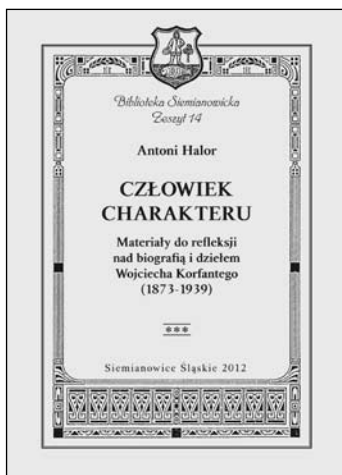 Biblioteka Siemianowicka
Zeszyt 14
Antoni Halor
CZŁOWIEK
CHARAKTERU
Materiały do refleksji
nad biografią i dziełem
Wojciecha Korfantego
(1873-1939)
***
Siemianowice Śląskie 2012